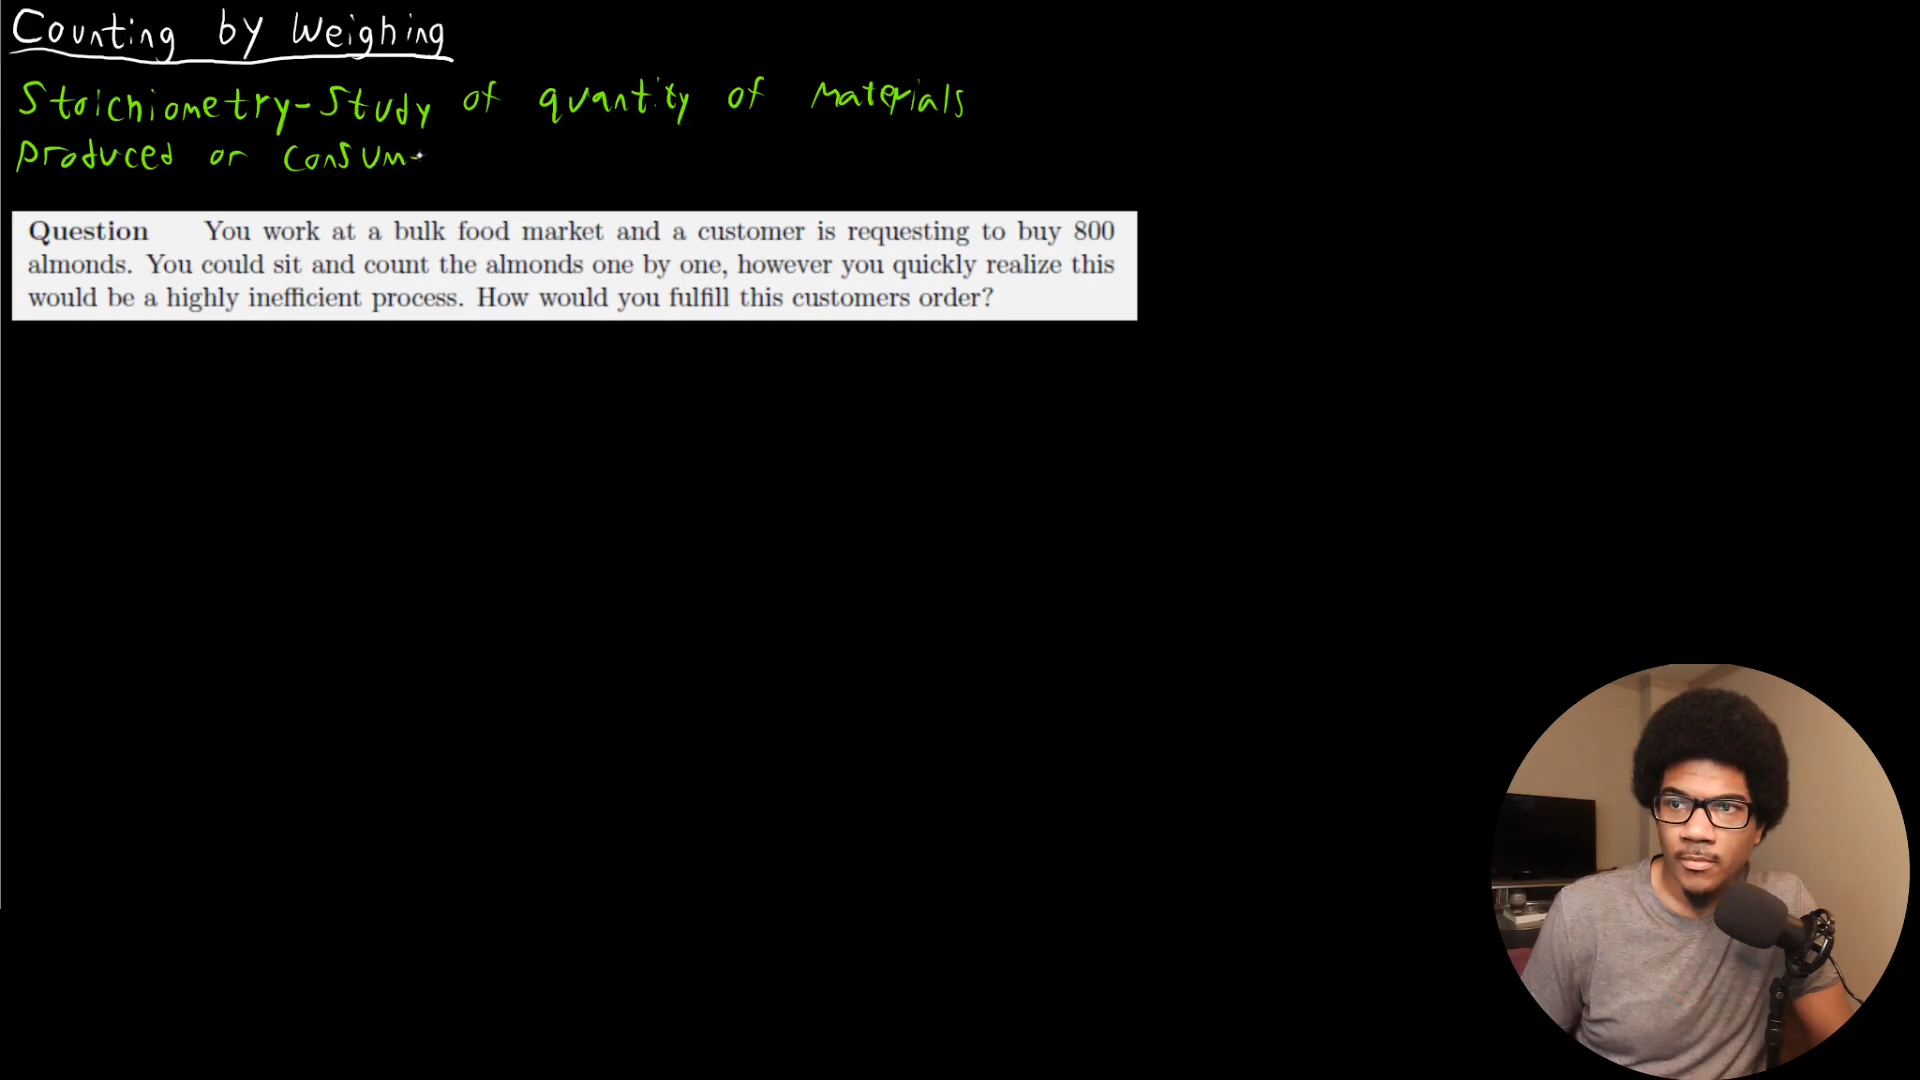 Counting by Weighing
Stoichiometry-Study of quantity of materials
produced or consum
Question You work at a bulk food market and a customer is requesting to buy 800
almonds. You could sit and count the almonds one by one, however you quickly realize this
would be a highly inefficient process. How would you fulfill this customers order?